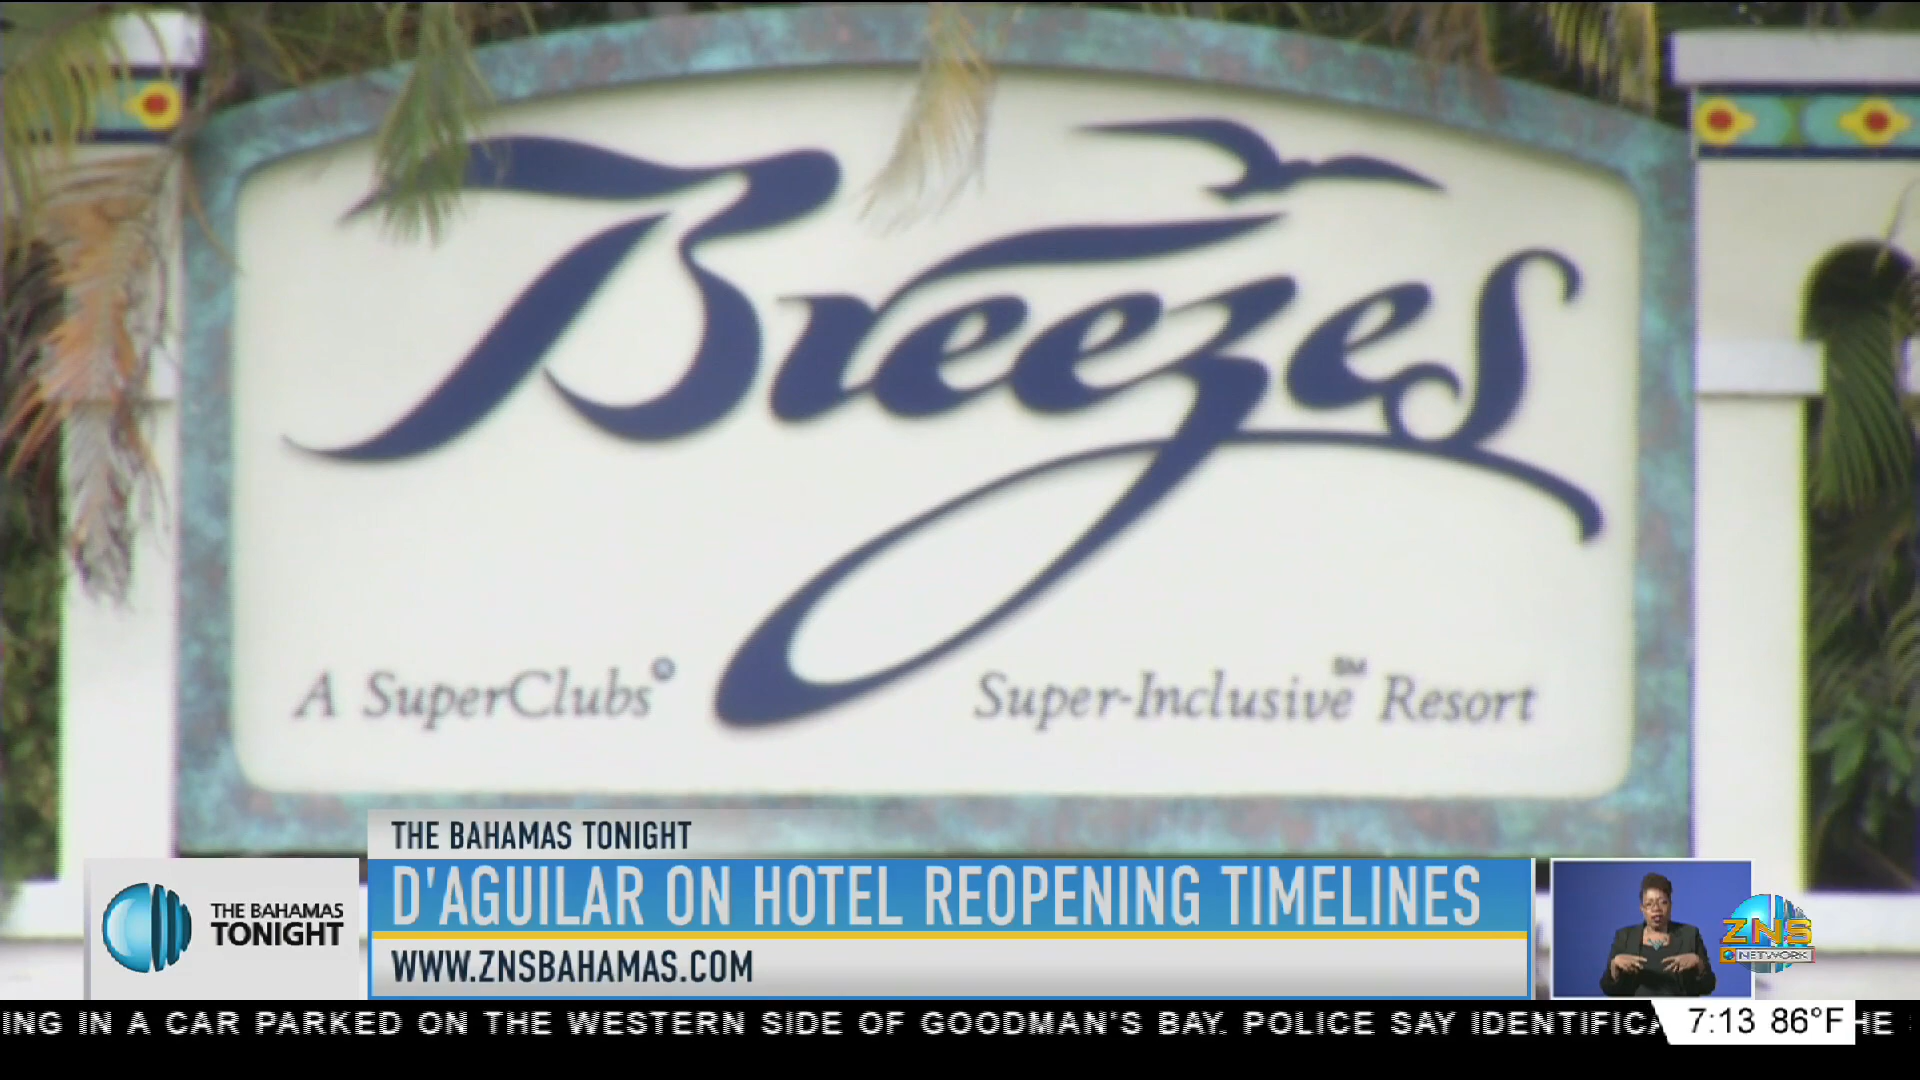 Breezes
A SuperClubs® Super-Inclusive℠ Resort
THE BAHAMAS TONIGHT
D'AGUILAR ON HOTEL REOPENING TIMELINES
WWW.ZNSBAHAMAS.COM
THE BAHAMAS
TONIGHT
ZNS
NETWORK
ING IN A CAR PARKED ON THE WESTERN SIDE OF GOODMAN'S BAY. POLICE SAY IDENTIFICA
7:13 86°F
HE